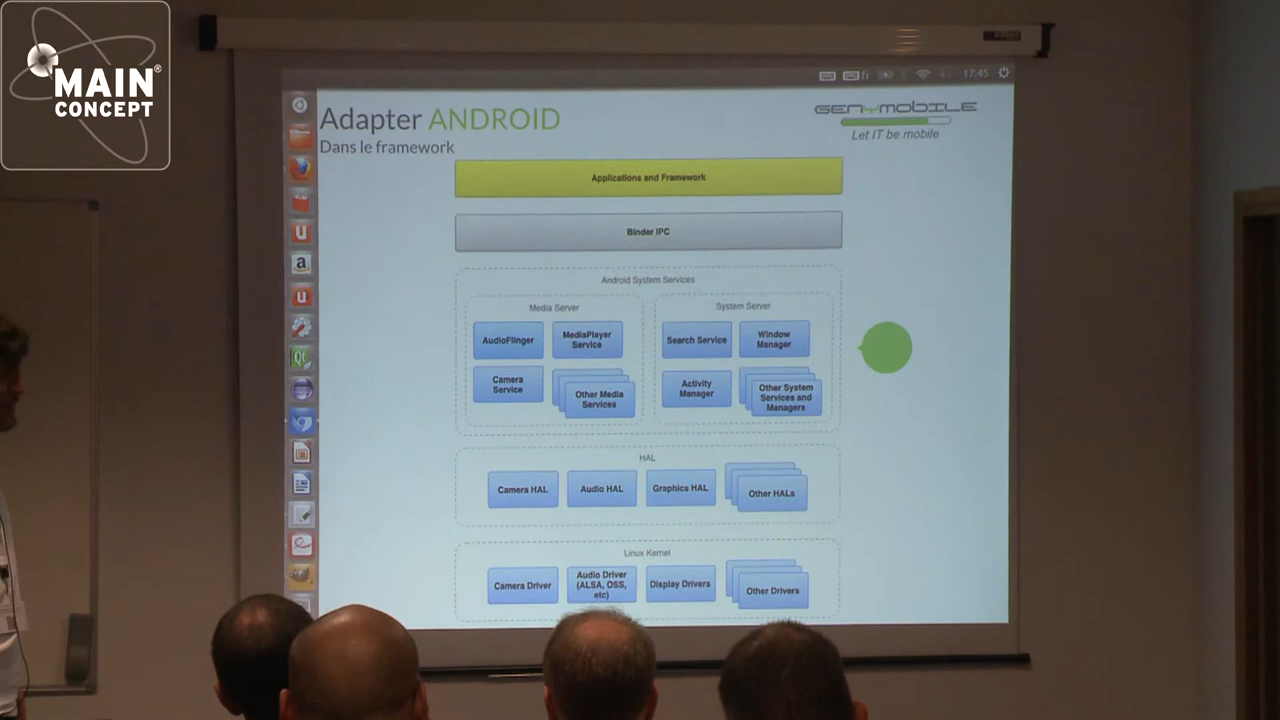 MAIN
CONCEPT
®
fr
17:45
Adapter ANDROID
Dans le framework
GENYMOBILE
Let IT be mobile
Applications and Framework
Binder IPC
Android System Services
Media Server
AudioFlinger
MediaPlayer
Service
Camera
Service
Other Media
Services
System Server
Search Service
Window
Manager
Activity
Manager
Other System
Services and
Managers
HAL
Camera HAL
Audio HAL
Graphics HAL
Other HALs
Linux Kernel
Camera Driver
Audio Driver
(ALSA, OSS,
etc)
Display Drivers
Other Drivers
u
a
u
Qt